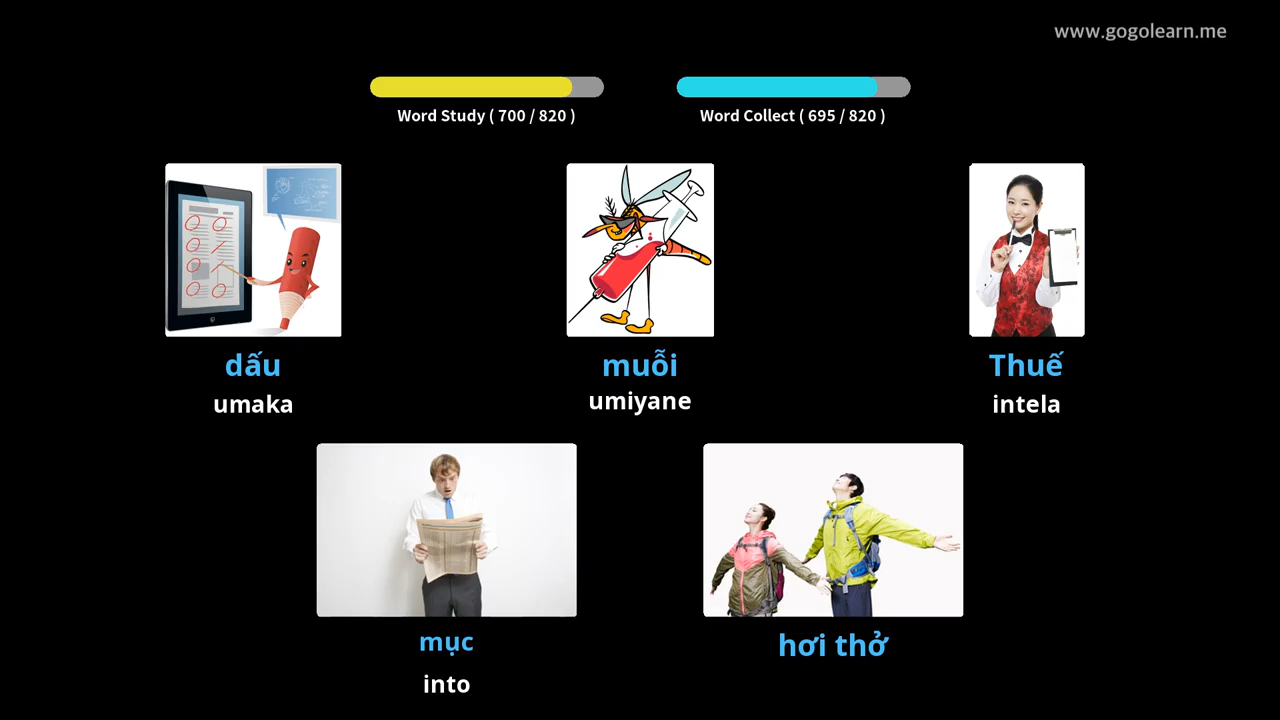 www.gogolearn.me
Word Study ( 700 / 820 )
Word Collect ( 695 / 820 )
dấu
umaka
muỗi
umiyane
Thuế
intela
mục
into
hơi thở